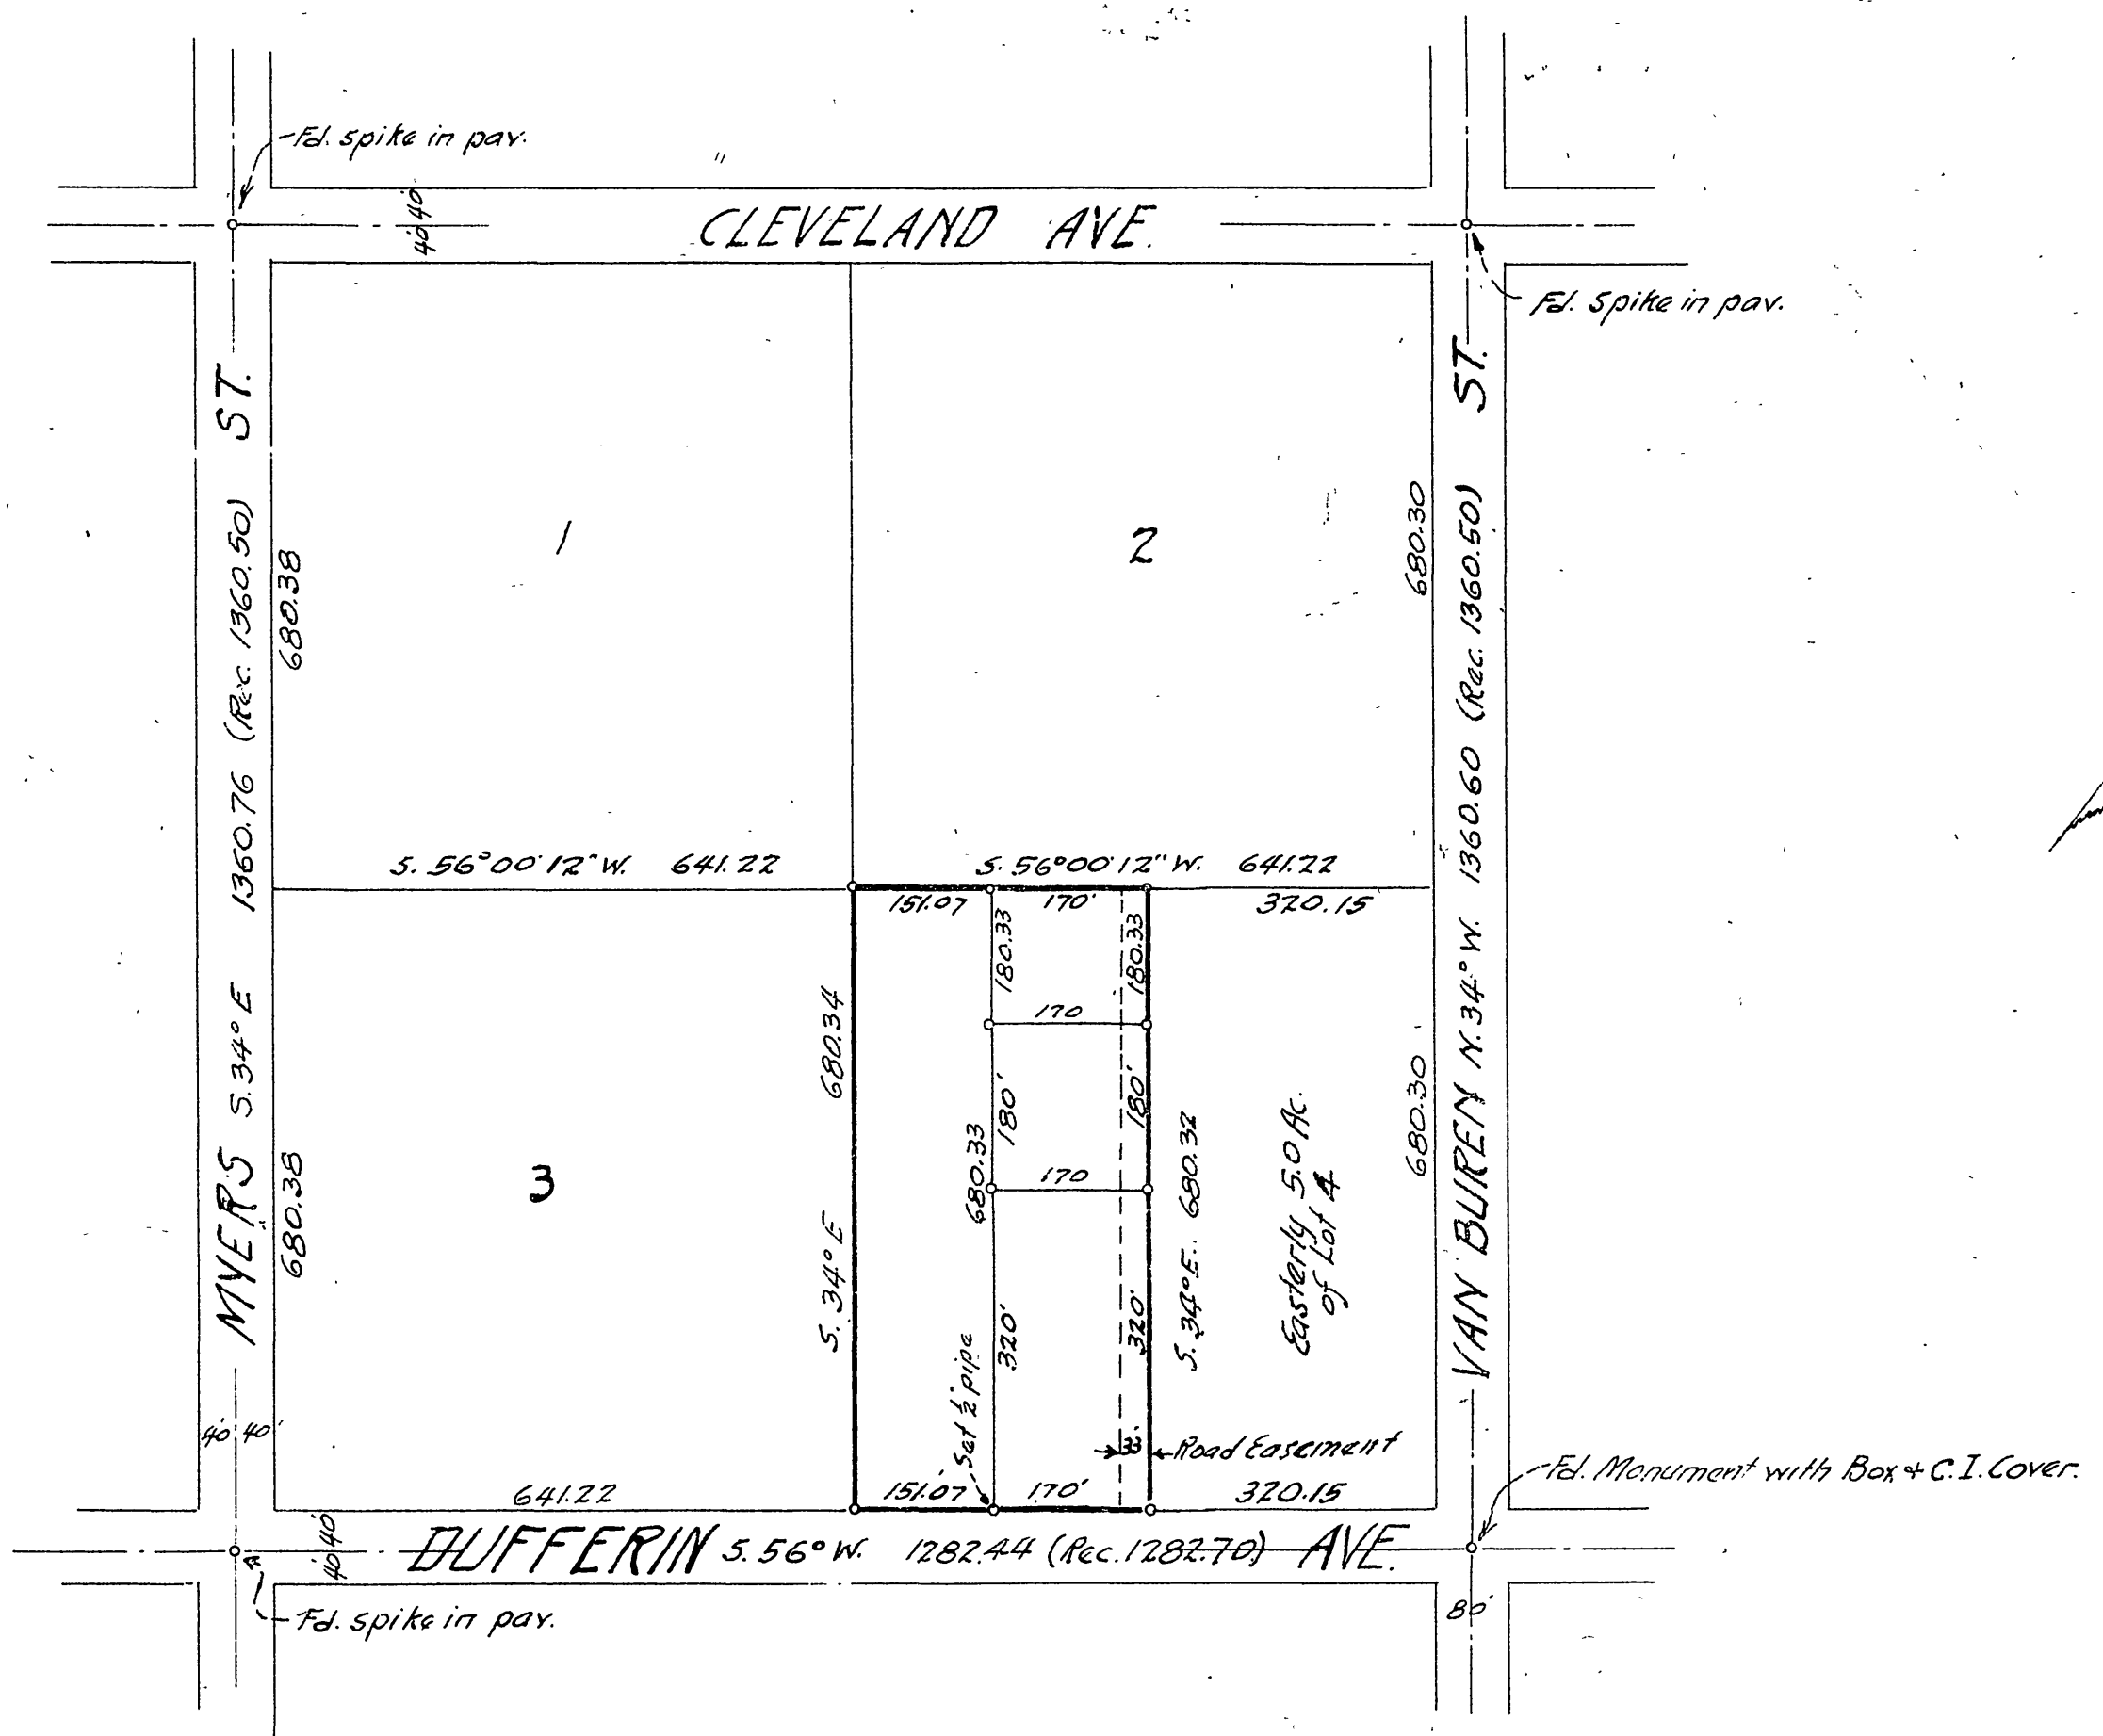 Fd. spike in pav.
40' 40'
CLEVELAND AVE.
Fd. Spike in pav.
MYERS S.34°E 1360.76 (Rec. 1360.50) ST.
680.38
680.38
1
2
680.30
680.30
VAN BUREN N.34°W. 1360.60 (Rec. 1360.50) ST.
S. 56°00'12"W. 641.22
S. 56°00'12"W. 641.22
151.07
170'
320.15
180.33
180.33
170
680.34
S. 34°E
180'
180'
680.33
170
3
S. 34°E. 680.32
Easterly 5.0 Ac.
of Lot 4
320'
320'
Set ½" pipe
33'
Road Easement
40' 40'
641.22
151.07'
170'
320.15
Fd. Monument with Box & C.I. Cover.
40' 40'
DUFFERIN S.56°W. 1282.44 (Rec. 1282.70) AVE.
Fd. spike in pav.
80'